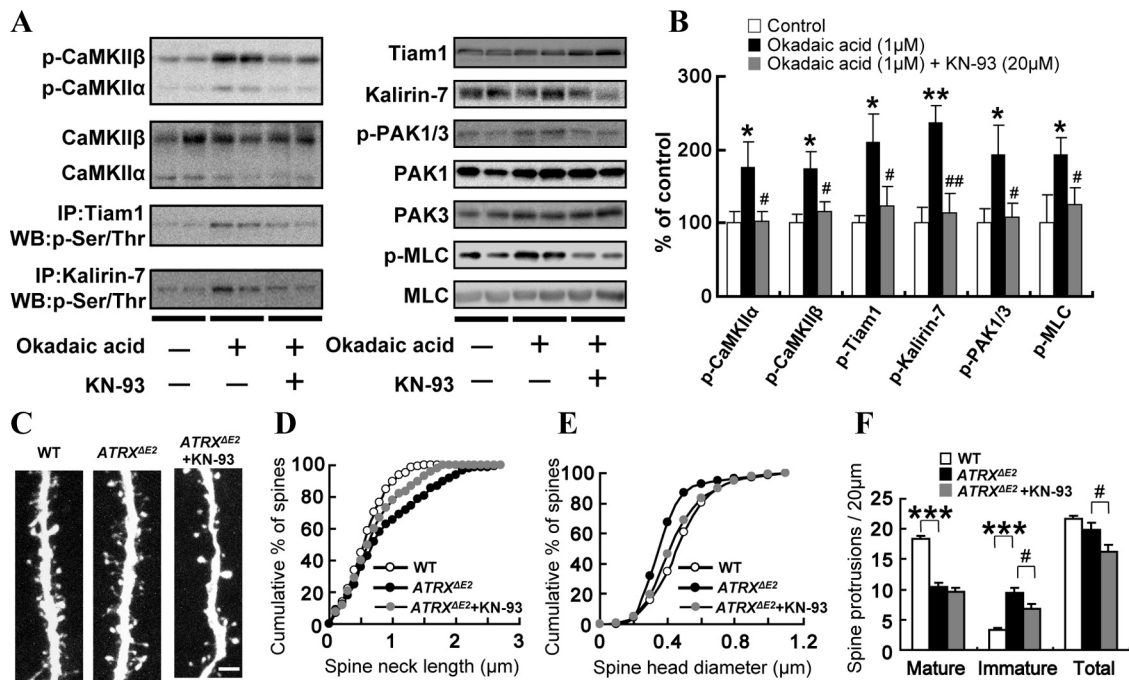 A
p-CaMKIIβ
p-CaMKIIα
CaMKIIβ
CaMKIIα
IP:Tiam1
WB:p-Ser/Thr
IP:Kalirin-7
WB:p-Ser/Thr
Okadaic acid — + +
KN-93 — — +
Tiam1
Kalirin-7
p-PAK1/3
PAK1
PAK3
p-MLC
MLC
Okadaic acid — + +
KN-93 — — +
B
Control
Okadaic acid (1μM)
Okadaic acid (1μM) + KN-93 (20μM)
% of control
300
200
100
0
* * * ** * *
# # # ## # #
p-CaMKIIα
p-CaMKIIβ
p-Tiam1
p-Kalirin-7
p-PAK1/3
p-MLC
C
WT
ATRXΔE2
ATRXΔE2
+KN-93
D
Cumulative % of spines
100
80
60
40
20
0
WT
ATRXΔE2
ATRXΔE2+KN-93
0 1 2 3
Spine neck length (μm)
E
Cumulative % of spines
100
80
60
40
20
0
WT
ATRXΔE2
ATRXΔE2+KN-93
0 0.4 0.8 1.2
Spine head diameter (μm)
F
WT
ATRXΔE2
ATRXΔE2+KN-93
Spine protrusions / 20μm
25
20
15
10
5
0
*** *** # #
Mature Immature Total